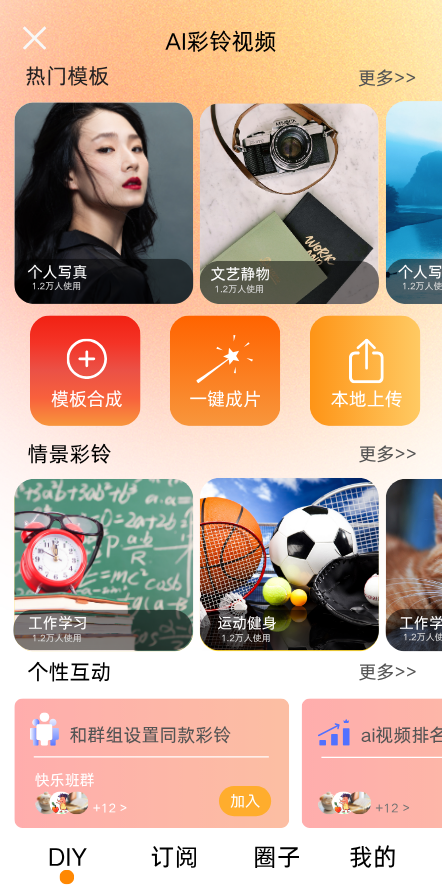 AI彩铃视频
热门模板
更多>>
WORK
AND
个人写真
1.2万人使用
文艺静物
1.2万人使用
个人写
1.2万人使
模板合成
一键成片
本地上传
情景彩铃
更多>>
工作学习
1.2万人使用
运动健身
1.2万人使用
工作学
1.2万人使
个性互动
更多>>
和群组设置同款彩铃
ai视频排名
快乐班群
+12 >
加入
+12 >
DIY
订阅
圈子
我的